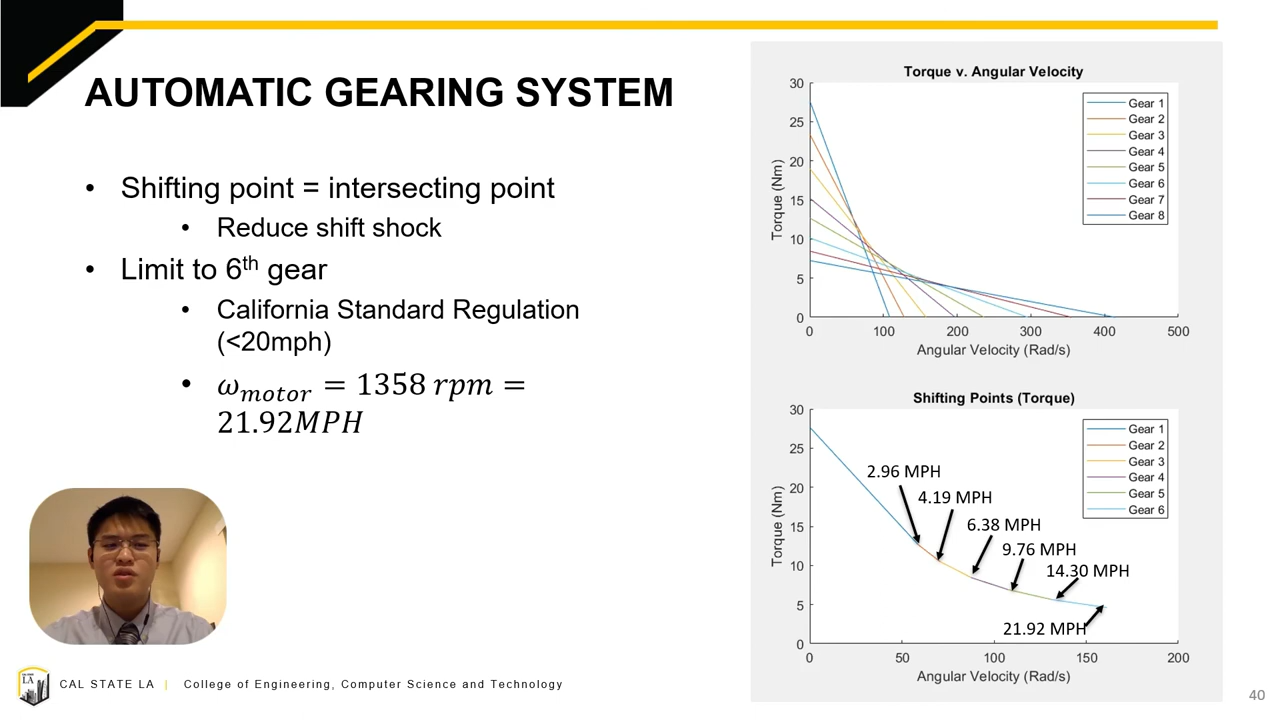 AUTOMATIC GEARING SYSTEM
• Shifting point = intersecting point
• Reduce shift shock
• Limit to 6th gear
• California Standard Regulation
(<20mph)
• ω_motor = 1358 rpm =
21.92MPH
Torque v. Angular Velocity
30
25
20
15
10
5
0
Torque (Nm)
Gear 1
Gear 2
Gear 3
Gear 4
Gear 5
Gear 6
Gear 7
Gear 8
0 100 200 300 400 500
Angular Velocity (Rad/s)
Shifting Points (Torque)
30
25
20
15
10
5
0
Torque (Nm)
Gear 1
Gear 2
Gear 3
Gear 4
Gear 5
Gear 6
2.96 MPH
4.19 MPH
6.38 MPH
9.76 MPH
14.30 MPH
21.92 MPH
0 50 100 150 200
Angular Velocity (Rad/s)
LA
CAL STATE LA | College of Engineering, Computer Science and Technology
40